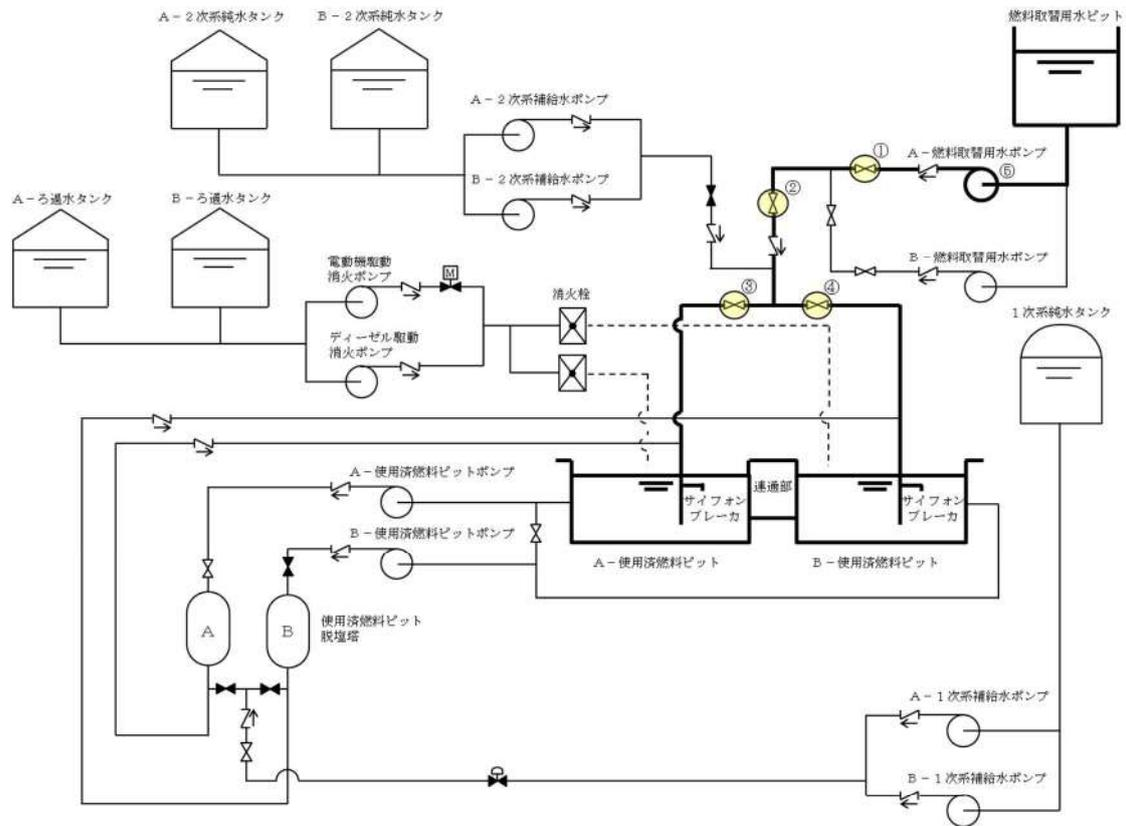 A-2次系純水タンク
B-2次系純水タンク
燃料取替用水ピット
A-2次系補給水ポンプ
B-2次系補給水ポンプ
①
A-燃料取替用水ポンプ
⑤
②
A-ろ過水タンク
B-ろ過水タンク
電動機駆動
消火ポンプ
M
消火栓
③
④
B-燃料取替用水ポンプ
1次系純水タンク
ディーゼル駆動
消火ポンプ
A-使用済燃料ピットポンプ
サイフォン
ブレーカ
連通部
サイフォン
ブレーカ
B-使用済燃料ピットポンプ
A-使用済燃料ピット
B-使用済燃料ピット
A
B
使用済燃料ピット
脱塩塔
A-1次系補給水ポンプ
B-1次系補給水ポンプ